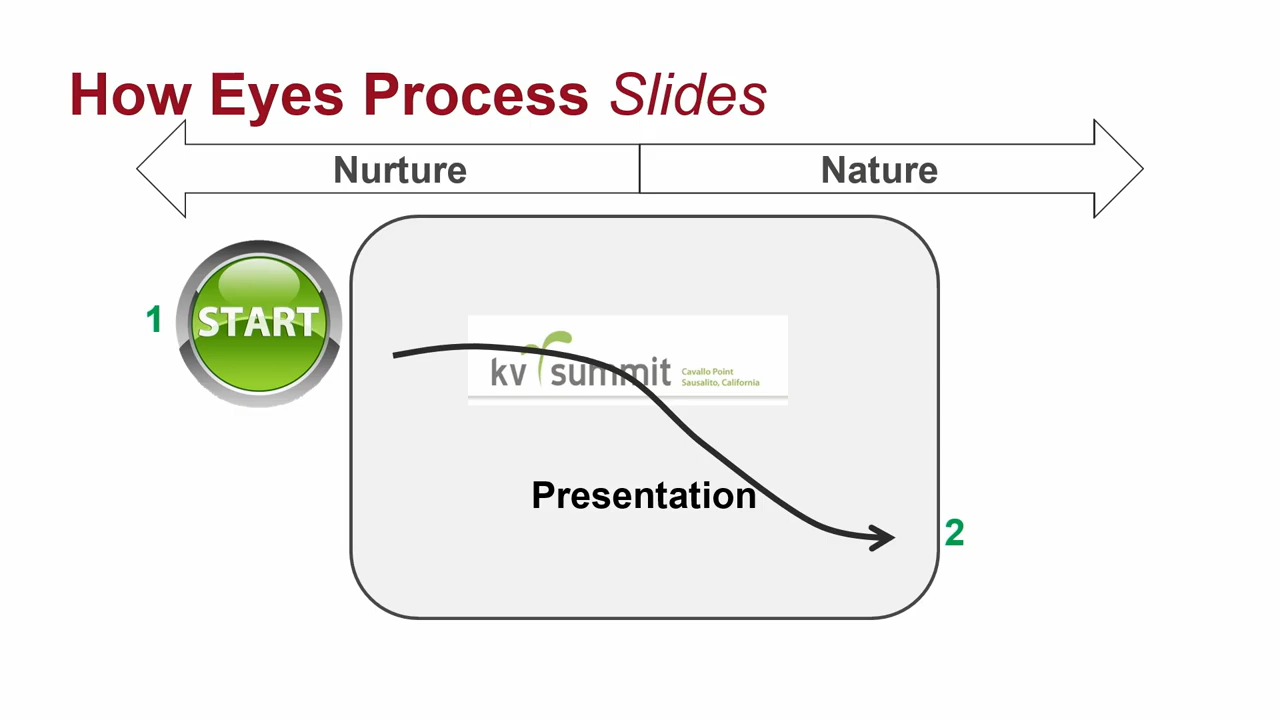 How Eyes Process Slides
Nurture
Nature
1
START
kv summit
Cavallo Point
Sausalito, California
Presentation
2